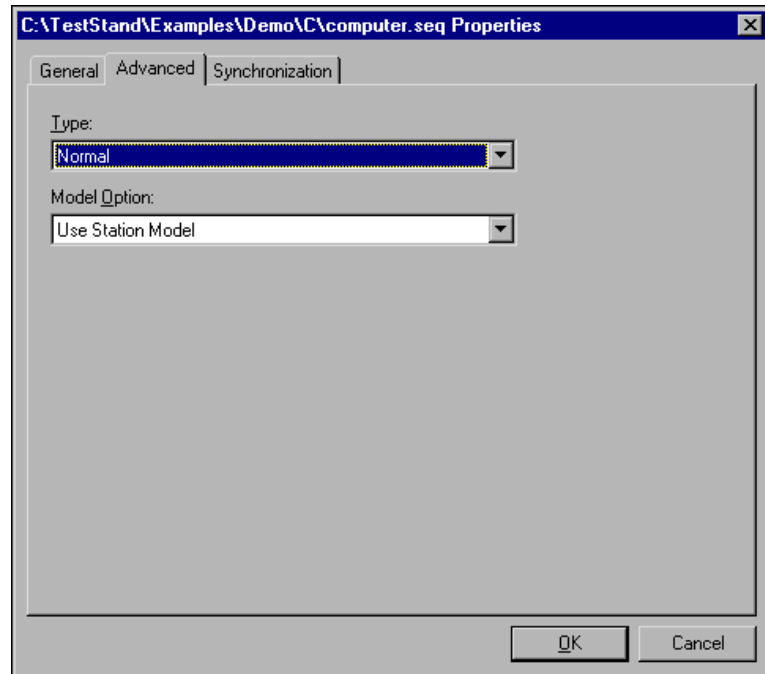 C:\TestStand\Examples\Demo\C\computer.seq Properties
General Advanced Synchronization
Type:
Normal
Model Option:
Use Station Model
OK Cancel